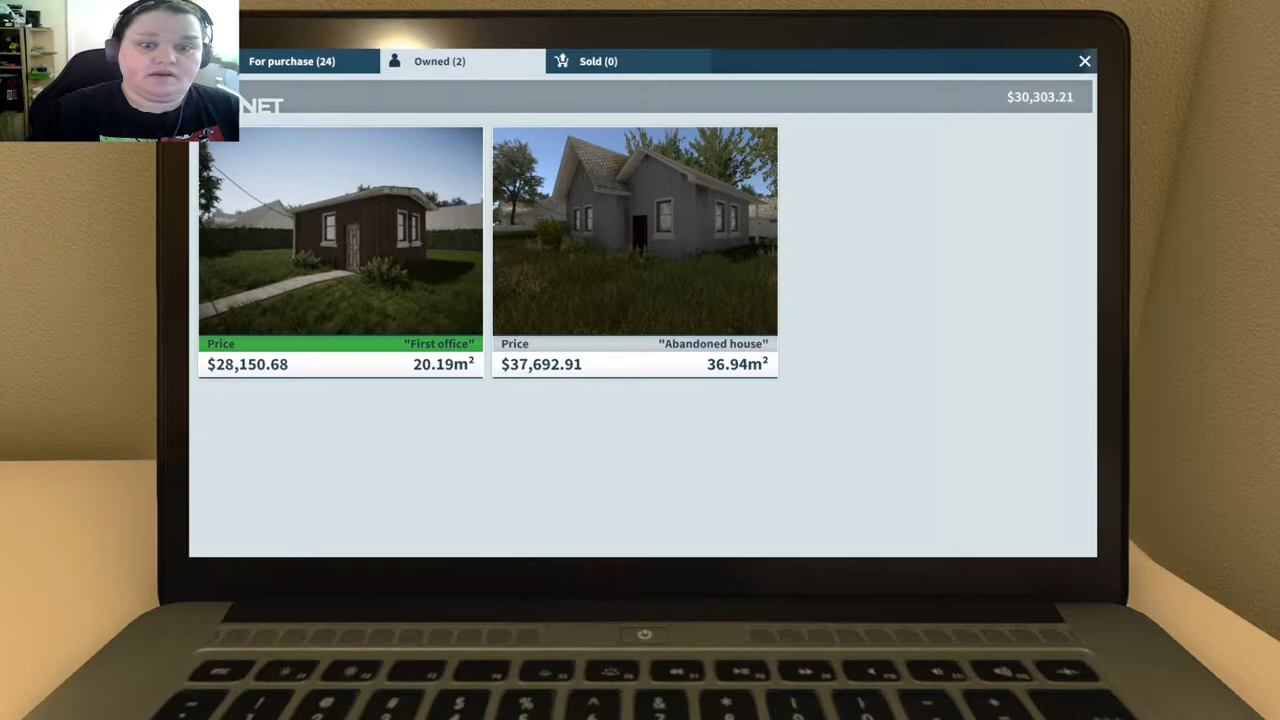 For purchase (24)
Owned (2)
Sold (0)
NET
$30,303.21
Price "First office"
$28,150.68 20.19m²
Price "Abandoned house"
$37,692.91 36.94m²